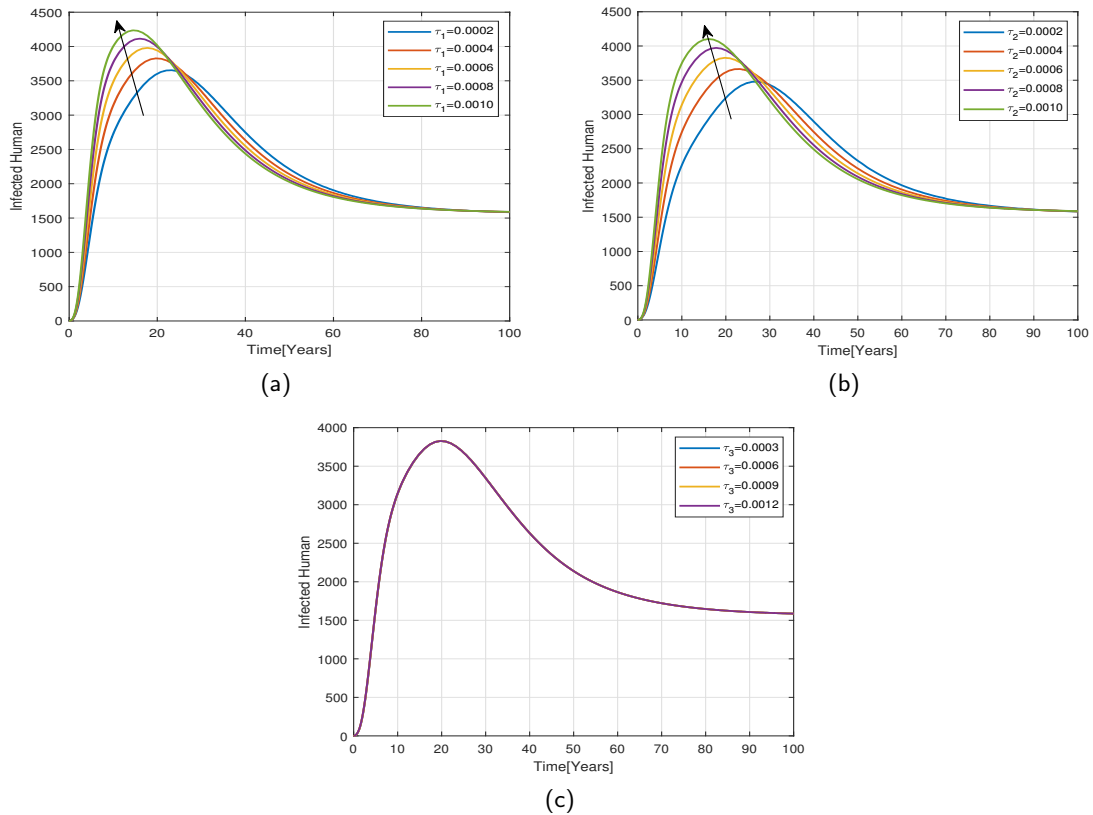 4500
4000
3500
3000
2500
2000
1500
1000
500
0
Infected Human
0 20 40 60 80 100
Time[Years]
τ1=0.0002
τ1=0.0004
τ1=0.0006
τ1=0.0008
τ1=0.0010
(a)
4500
4000
3500
3000
2500
2000
1500
1000
500
0
Infected Human
0 10 20 30 40 50 60 70 80 90 100
Time[Years]
τ2=0.0002
τ2=0.0004
τ2=0.0006
τ2=0.0008
τ2=0.0010
(b)
4000
3500
3000
2500
2000
1500
1000
500
0
Infected Human
0 10 20 30 40 50 60 70 80 90 100
Time[Years]
τ3=0.0003
τ3=0.0006
τ3=0.0009
τ3=0.0012
(c)